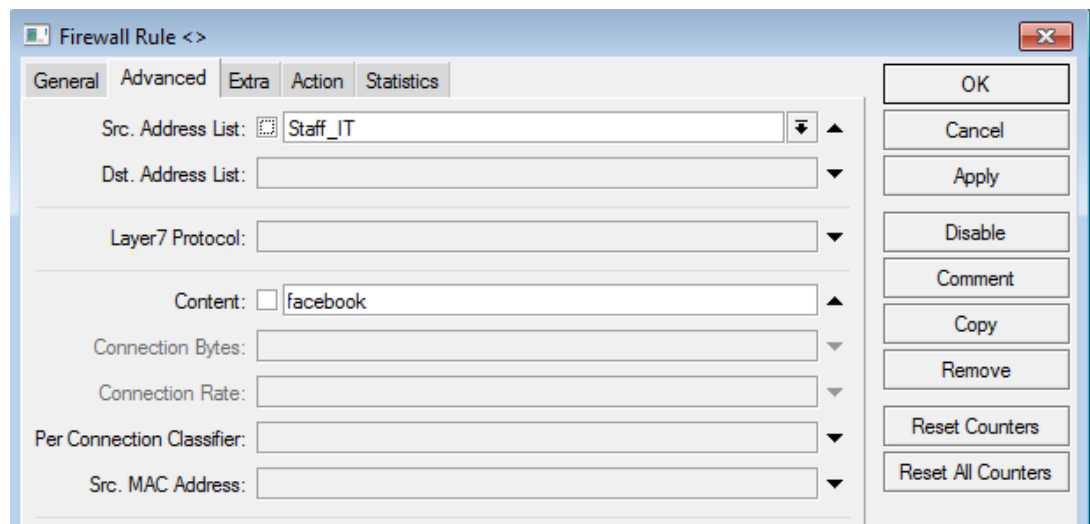 Firewall Rule <>
General Advanced Extra Action Statistics
OK
Src. Address List: Staff_IT
Cancel
Dst. Address List:
Apply
Layer7 Protocol:
Disable
Comment
Content: facebook
Copy
Connection Bytes:
Remove
Connection Rate:
Reset Counters
Per Connection Classifier:
Reset All Counters
Src. MAC Address: